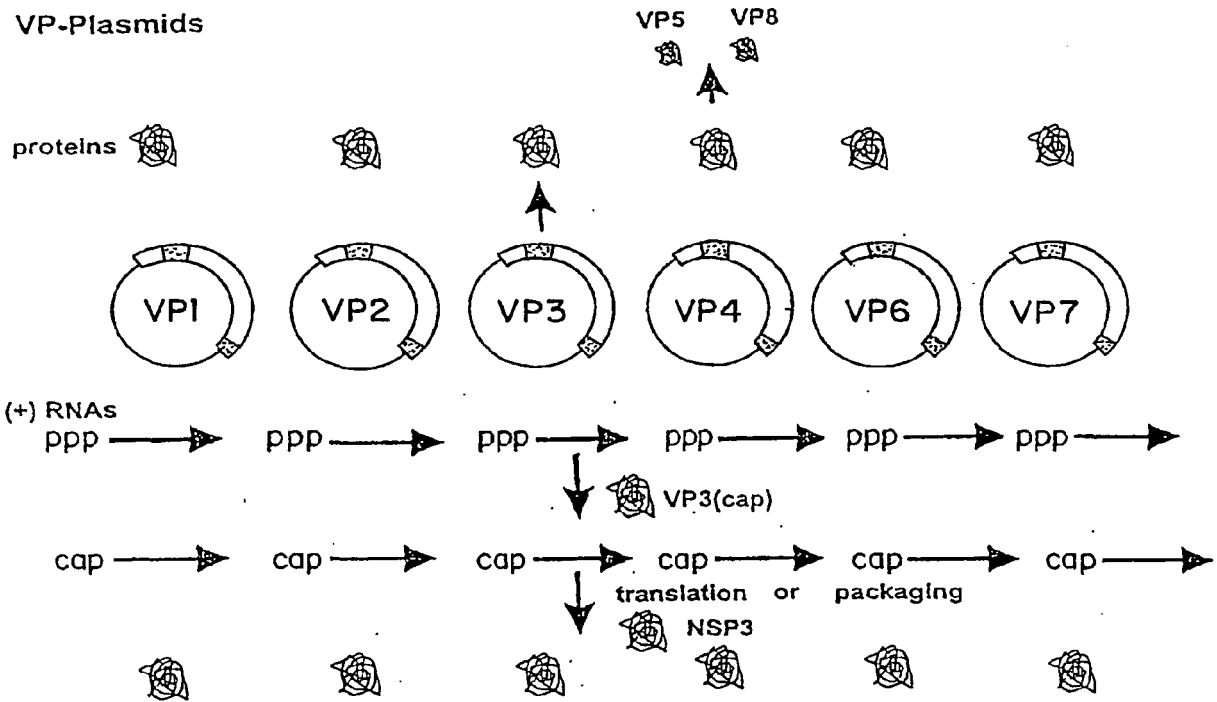 VP-Plasmids
VP5 VP8
proteins
VP1 VP2 VP3 VP4 VP6 VP7
(+) RNAs
ppp ppp ppp ppp ppp ppp
VP3(cap)
cap cap cap cap cap cap
translation or packaging
NSP3